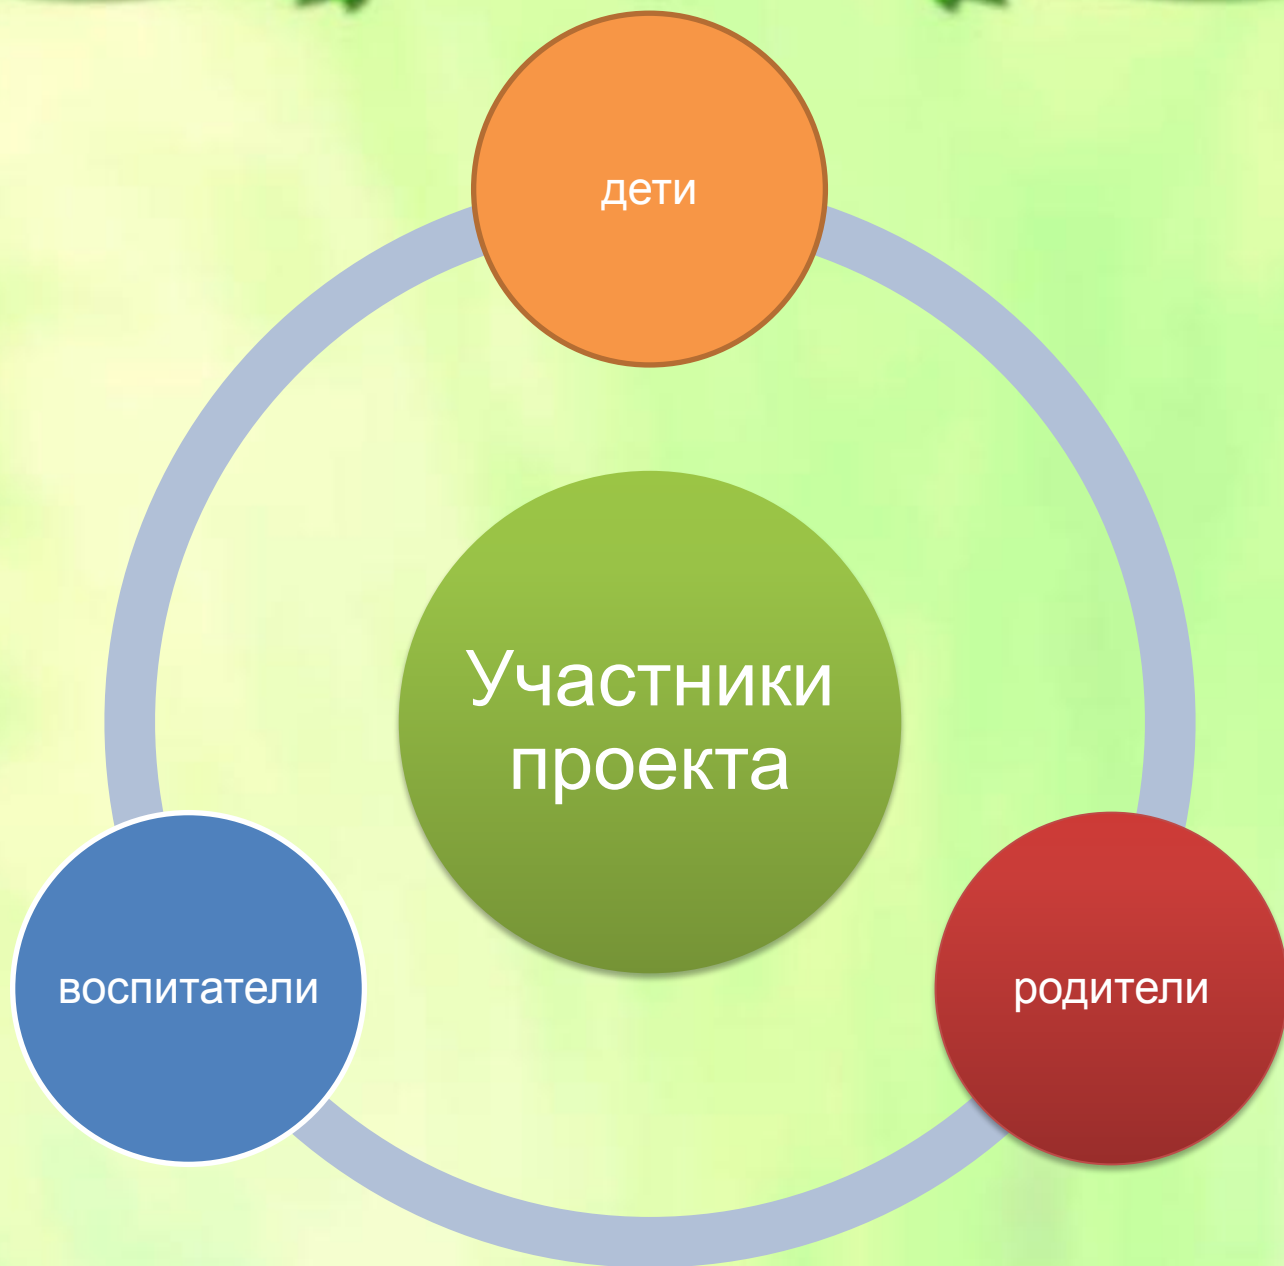 дети
Участники
проекта
воспитатели
родители